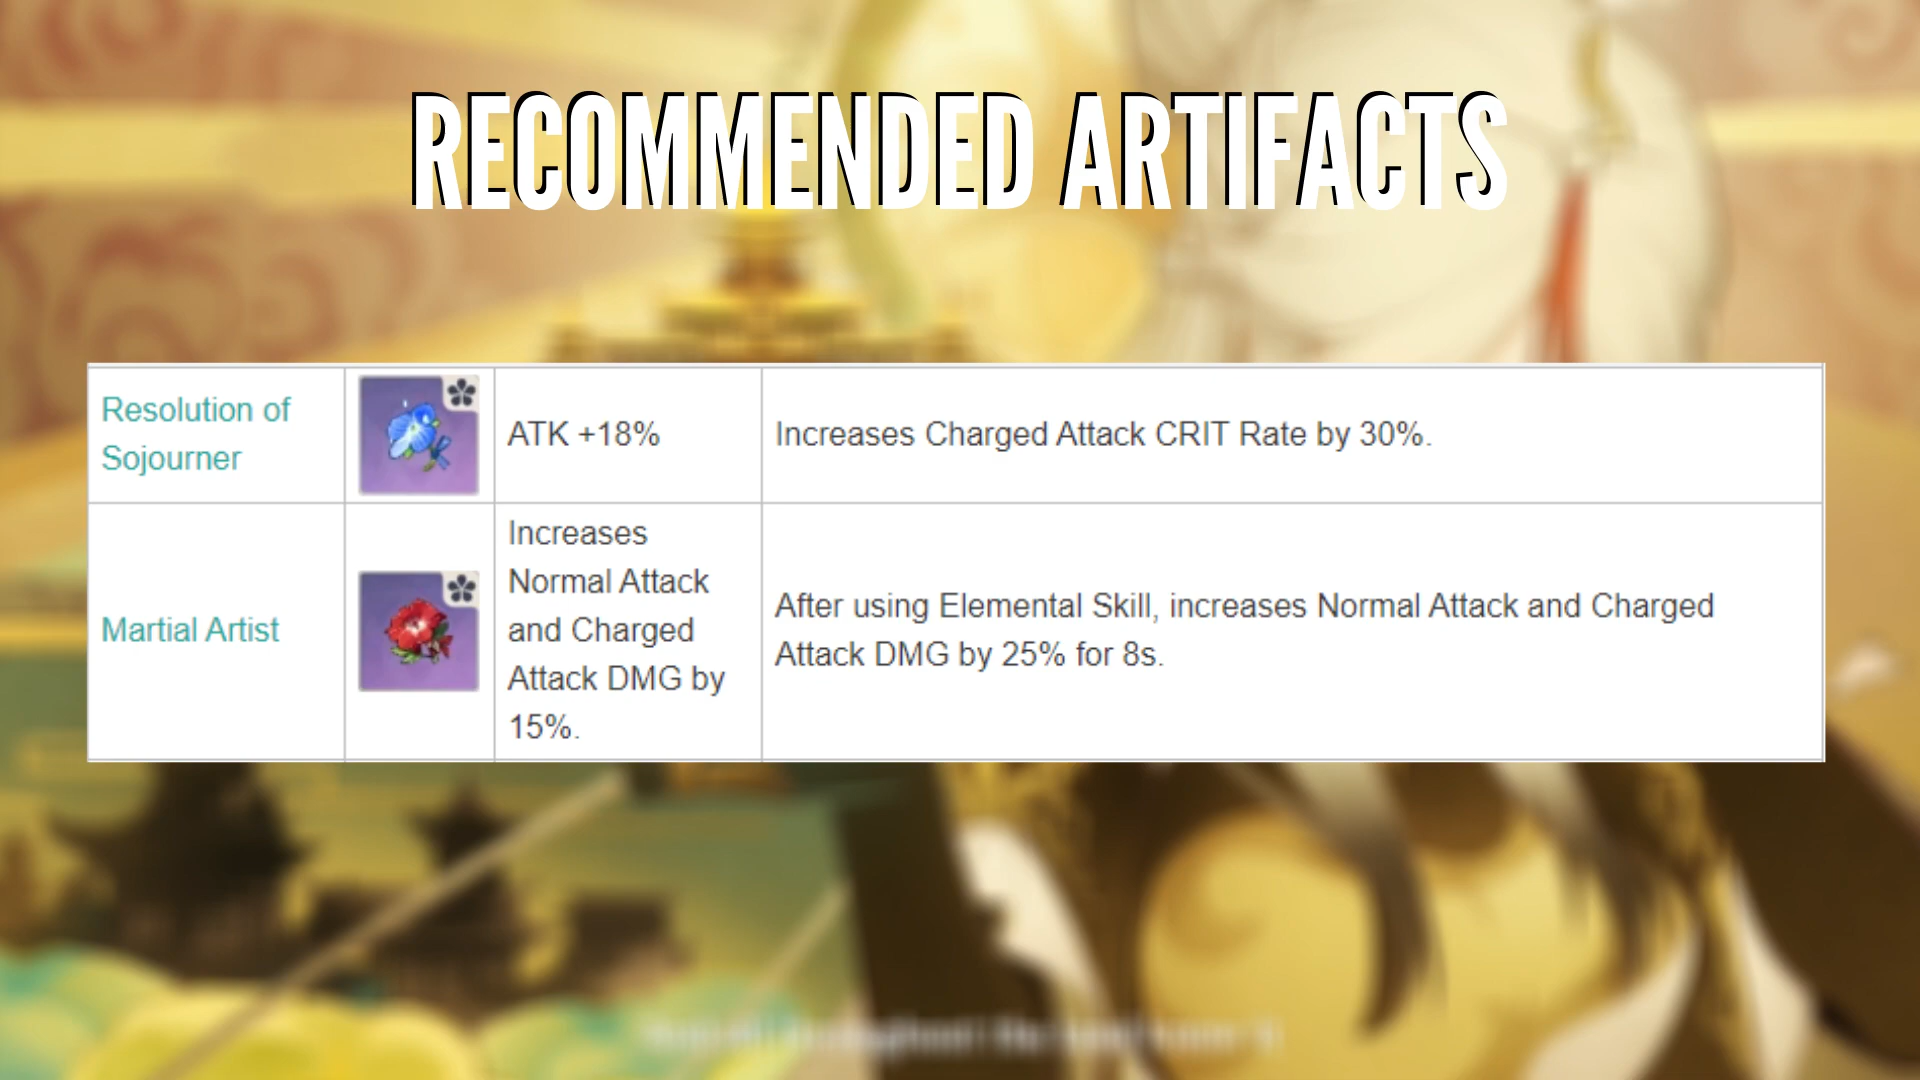 RECOMMENDED ARTIFACTS
Resolution of
Sojourner
ATK +18%
Increases Charged Attack CRIT Rate by 30%.
Martial Artist
Increases
Normal Attack
and Charged
Attack DMG by
15%.
After using Elemental Skill, increases Normal Attack and Charged
Attack DMG by 25% for 8s.